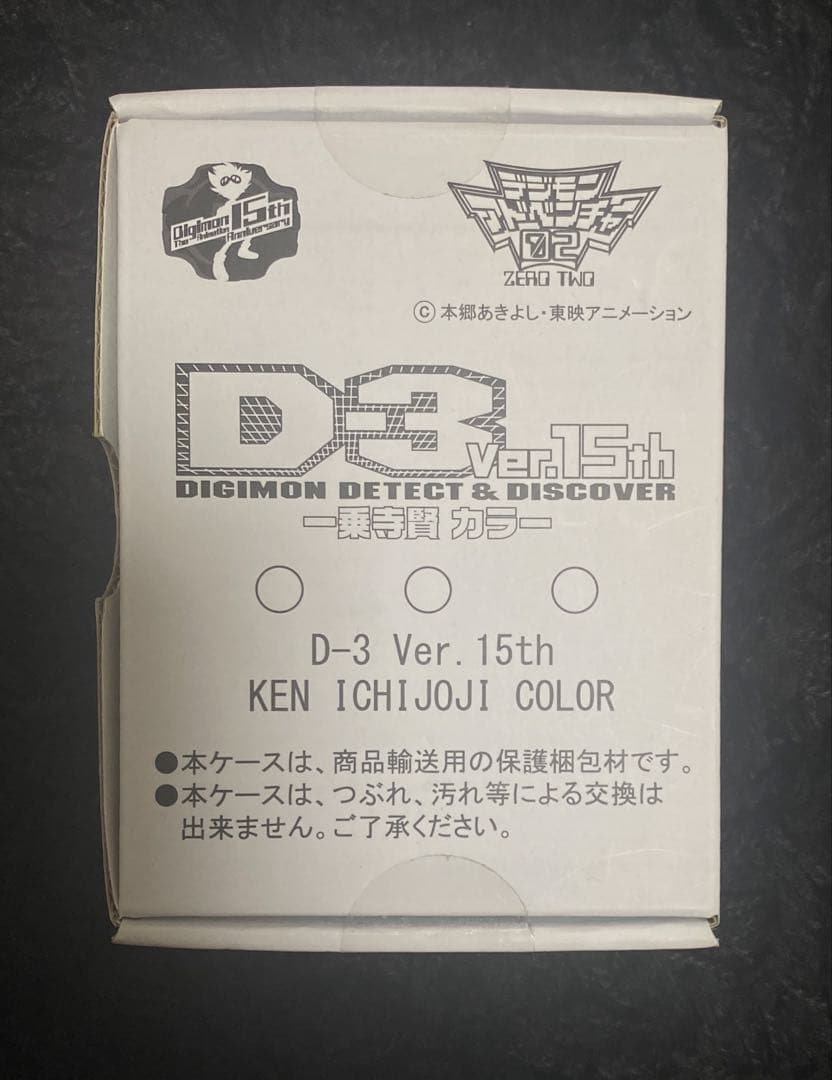 Digimon
The Animation
15th
Anniversary
デジモン
アドベンチャー
02
ZERO TWO
©本郷あきよし・東映アニメーション
D-3 Ver.15th
DIGIMON DETECT & DISCOVER
一乗寺賢 カラー
D-3 Ver.15th
KEN ICHIJOJI COLOR
●本ケースは、商品輸送用の保護梱包材です。
●本ケースは、つぶれ、汚れ等による交換は
出来ません。ご了承ください。